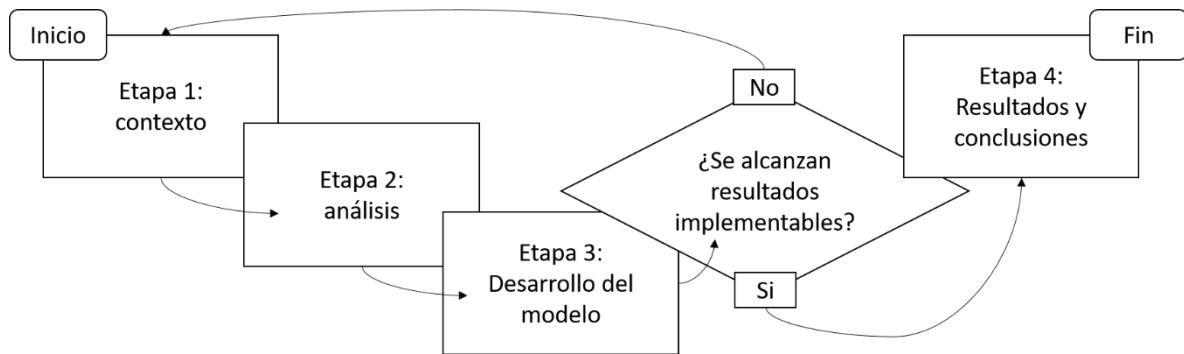 Inicio
Etapa 1:
contexto
Etapa 2:
análisis
Etapa 3:
Desarrollo del
modelo
No
¿Se alcanzan
resultados
implementables?
Si
Fin
Etapa 4:
Resultados y
conclusiones